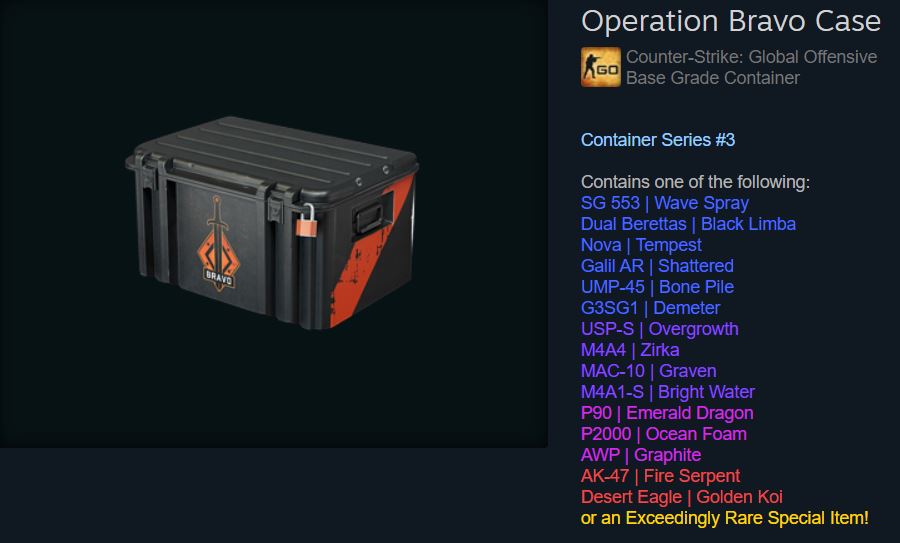 Operation Bravo Case
GO
Counter-Strike: Global Offensive
Base Grade Container
Container Series #3
Contains one of the following:
SG 553 | Wave Spray
Dual Berettas | Black Limba
Nova | Tempest
Galil AR | Shattered
UMP-45 | Bone Pile
G3SG1 | Demeter
USP-S | Overgrowth
M4A4 | Zirka
MAC-10 | Graven
M4A1-S | Bright Water
P90 | Emerald Dragon
P2000 | Ocean Foam
AWP | Graphite
AK-47 | Fire Serpent
Desert Eagle | Golden Koi
or an Exceedingly Rare Special Item!
BRAVO